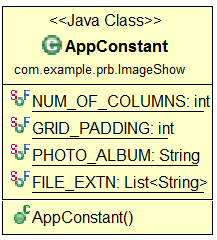 <<Java Class>>
C AppConstant
com.example.prb.ImageShow
S F NUM_OF_COLUMNS: int
S F GRID_PADDING: int
S F PHOTO_ALBUM: String
S F FILE_EXTN: List<String>
C AppConstant()